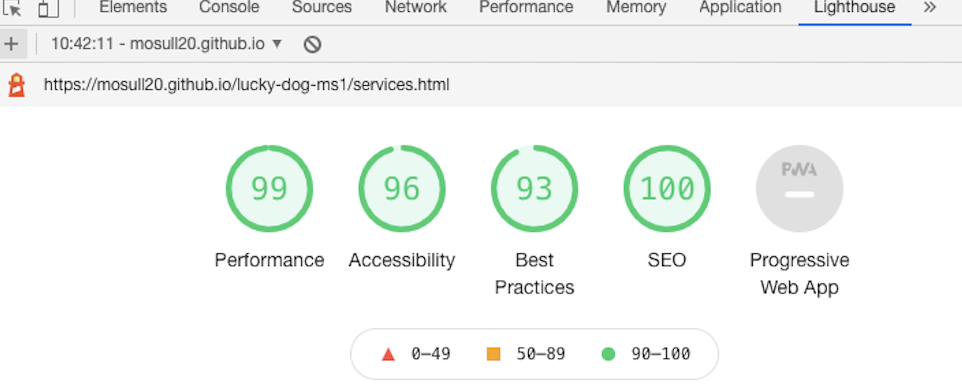 Elements Console Sources Network Performance Memory Application Lighthouse »
+ 10:42:11 - mosull20.github.io ▼
https://mosull20.github.io/lucky-dog-ms1/services.html
99 96 93 100 PWA
Performance Accessibility Best Practices SEO Progressive Web App
0–49 50–89 90–100